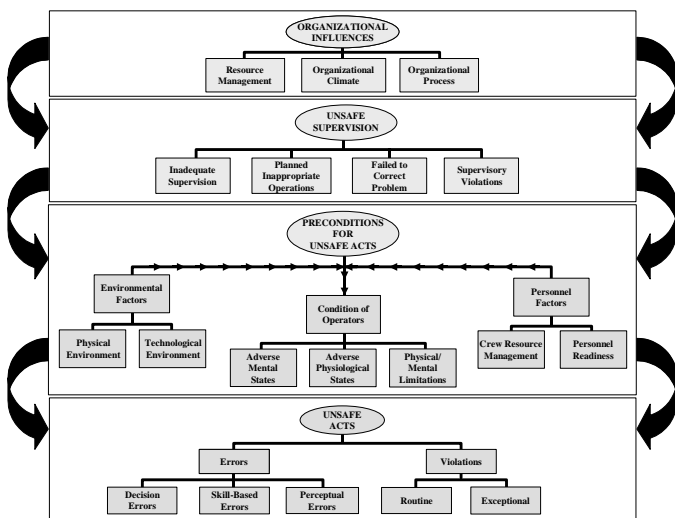 ORGANIZATIONAL
INFLUENCES
Resource
Management
Organizational
Climate
Organizational
Process
UNSAFE
SUPERVISION
Inadequate
Supervision
Planned
Inappropriate
Operations
Failed to
Correct
Problem
Supervisory
Violations
PRECONDITIONS
FOR
UNSAFE ACTS
Environmental
Factors
Physical
Environment
Technological
Environment
Condition of
Operators
Adverse
Mental
States
Adverse
Physiological
States
Physical/
Mental
Limitations
Personnel
Factors
Crew Resource
Management
Personnel
Readiness
UNSAFE
ACTS
Errors
Decision
Errors
Skill-Based
Errors
Perceptual
Errors
Violations
Routine
Exceptional